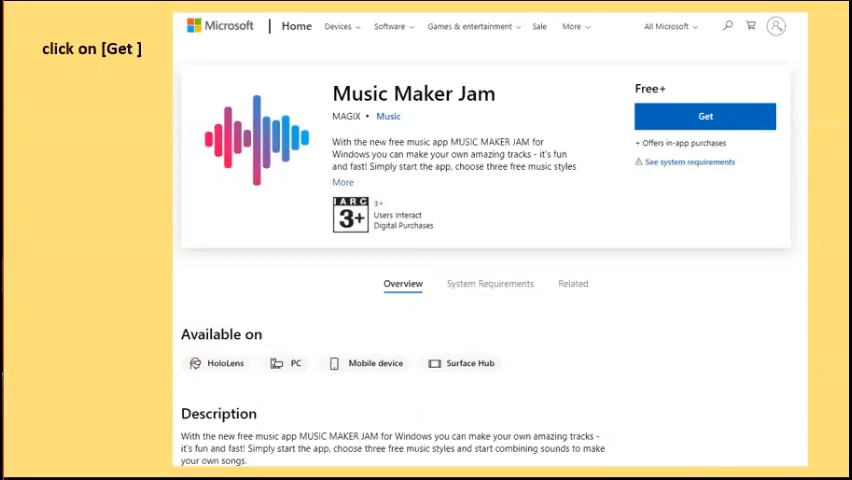 click on [Get ]
Microsoft | Home Devices Software Games & entertainment Sale More All Microsoft
Music Maker Jam
MAGIX • Music
With the new free music app MUSIC MAKER JAM for
Windows you can make your own amazing tracks - it's fun
and fast! Simply start the app, choose three free music styles
More
IARC
3+
3+
Users Interact
Digital Purchases
Free+
Get
+ Offers in-app purchases
See system requirements
Overview System Requirements Related
Available on
HoloLens PC Mobile device Surface Hub
Description
With the new free music app MUSIC MAKER JAM for Windows you can make your own amazing tracks -
it's fun and fast! Simply start the app, choose three free music styles and start combining sounds to make
your own songs.